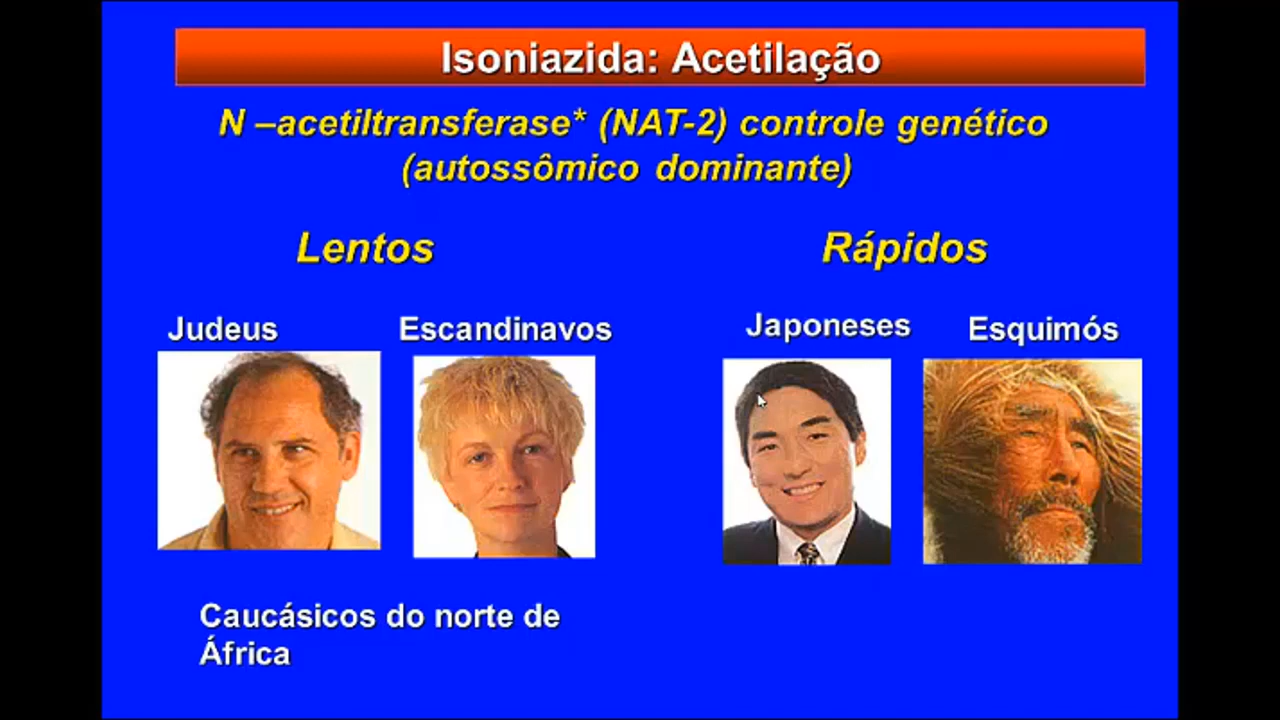 Isoniazida: Acetilação
N –acetiltransferase* (NAT-2) controle genético
(autossômico dominante)
Lentos
Rápidos
Judeus
Escandinavos
Japoneses
Esquimós
Caucásicos do norte de
África